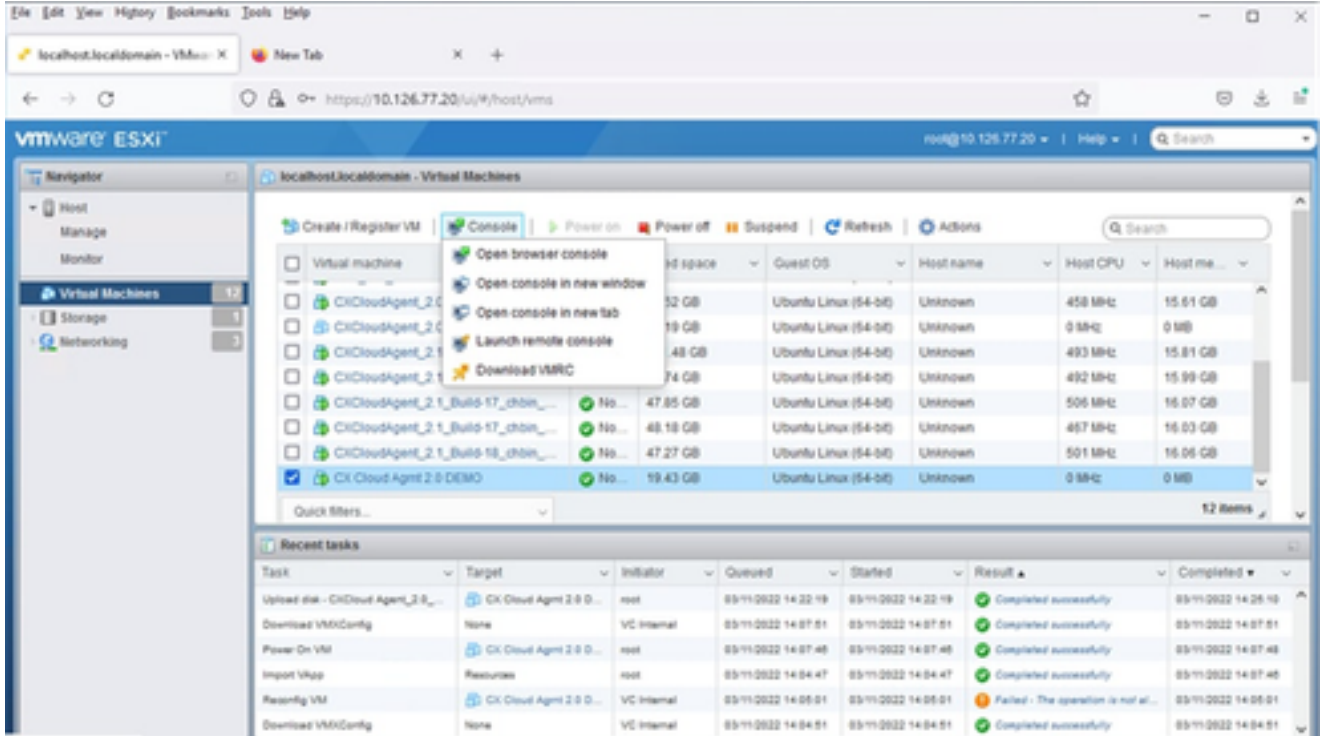 File Edit View History Bookmarks Tools Help
localhost.localdomain - VMwar
New Tab
https://10.126.77.20/ui/#/host/vms
vmware ESXi
root@10.126.77.20 | Help | Search
Navigator
localhost.localdomain - Virtual Machines
Host
Manage
Monitor
Virtual Machines 12
Storage 1
Networking 3
Create / Register VM | Console | Power on Power off Suspend | Refresh | Actions
Search
Open browser console
Open console in new window
Open console in new tab
Launch remote console
Download VMRC
Virtual machine ed space Guest OS Host name Host CPU Host me...
CXCloudAgent_2.0 52 GB Ubuntu Linux (64-bit) Unknown 458 MHz 15.61 GB
CXCloudAgent_2.0 19 GB Ubuntu Linux (64-bit) Unknown 0 MHz 0 MB
CXCloudAgent_2.1 .48 GB Ubuntu Linux (64-bit) Unknown 493 MHz 15.81 GB
CXCloudAgent_2.1 74 GB Ubuntu Linux (64-bit) Unknown 492 MHz 15.99 GB
CXCloudAgent_2.1_Build-17_chbin_... No... 47.85 GB Ubuntu Linux (64-bit) Unknown 506 MHz 16.07 GB
CXCloudAgent_2.1_Build-17_chbin_... No... 48.18 GB Ubuntu Linux (64-bit) Unknown 467 MHz 16.03 GB
CXCloudAgent_2.1_Build-18_chbin_... No... 47.27 GB Ubuntu Linux (64-bit) Unknown 501 MHz 16.06 GB
CX Cloud Agmt 2.0 DEMO No... 19.43 GB Ubuntu Linux (64-bit) Unknown 0 MHz 0 MB
Quick filters...
12 items
Recent tasks
Task Target Initiator Queued Started Result Completed
Upload disk - CXCloud Agent_2.0_... CX Cloud Agmt 2.0 D... root 03/11/2022 14:22:19 03/11/2022 14:22:19 Completed successfully 03/11/2022 14:25:10
Download VMXConfig None VC Internal 03/11/2022 14:07:51 03/11/2022 14:07:51 Completed successfully 03/11/2022 14:07:51
Power On VM CX Cloud Agmt 2.0 D... root 03/11/2022 14:07:46 03/11/2022 14:07:46 Completed successfully 03/11/2022 14:07:48
Import VApp Resources root 03/11/2022 14:04:47 03/11/2022 14:04:47 Completed successfully 03/11/2022 14:07:46
Reconfig VM CX Cloud Agmt 2.0 D... VC Internal 03/11/2022 14:05:01 03/11/2022 14:05:01 Failed - The operation is not al... 03/11/2022 14:05:01
Download VMXConfig None VC Internal 03/11/2022 14:04:51 03/11/2022 14:04:51 Completed successfully 03/11/2022 14:04:51